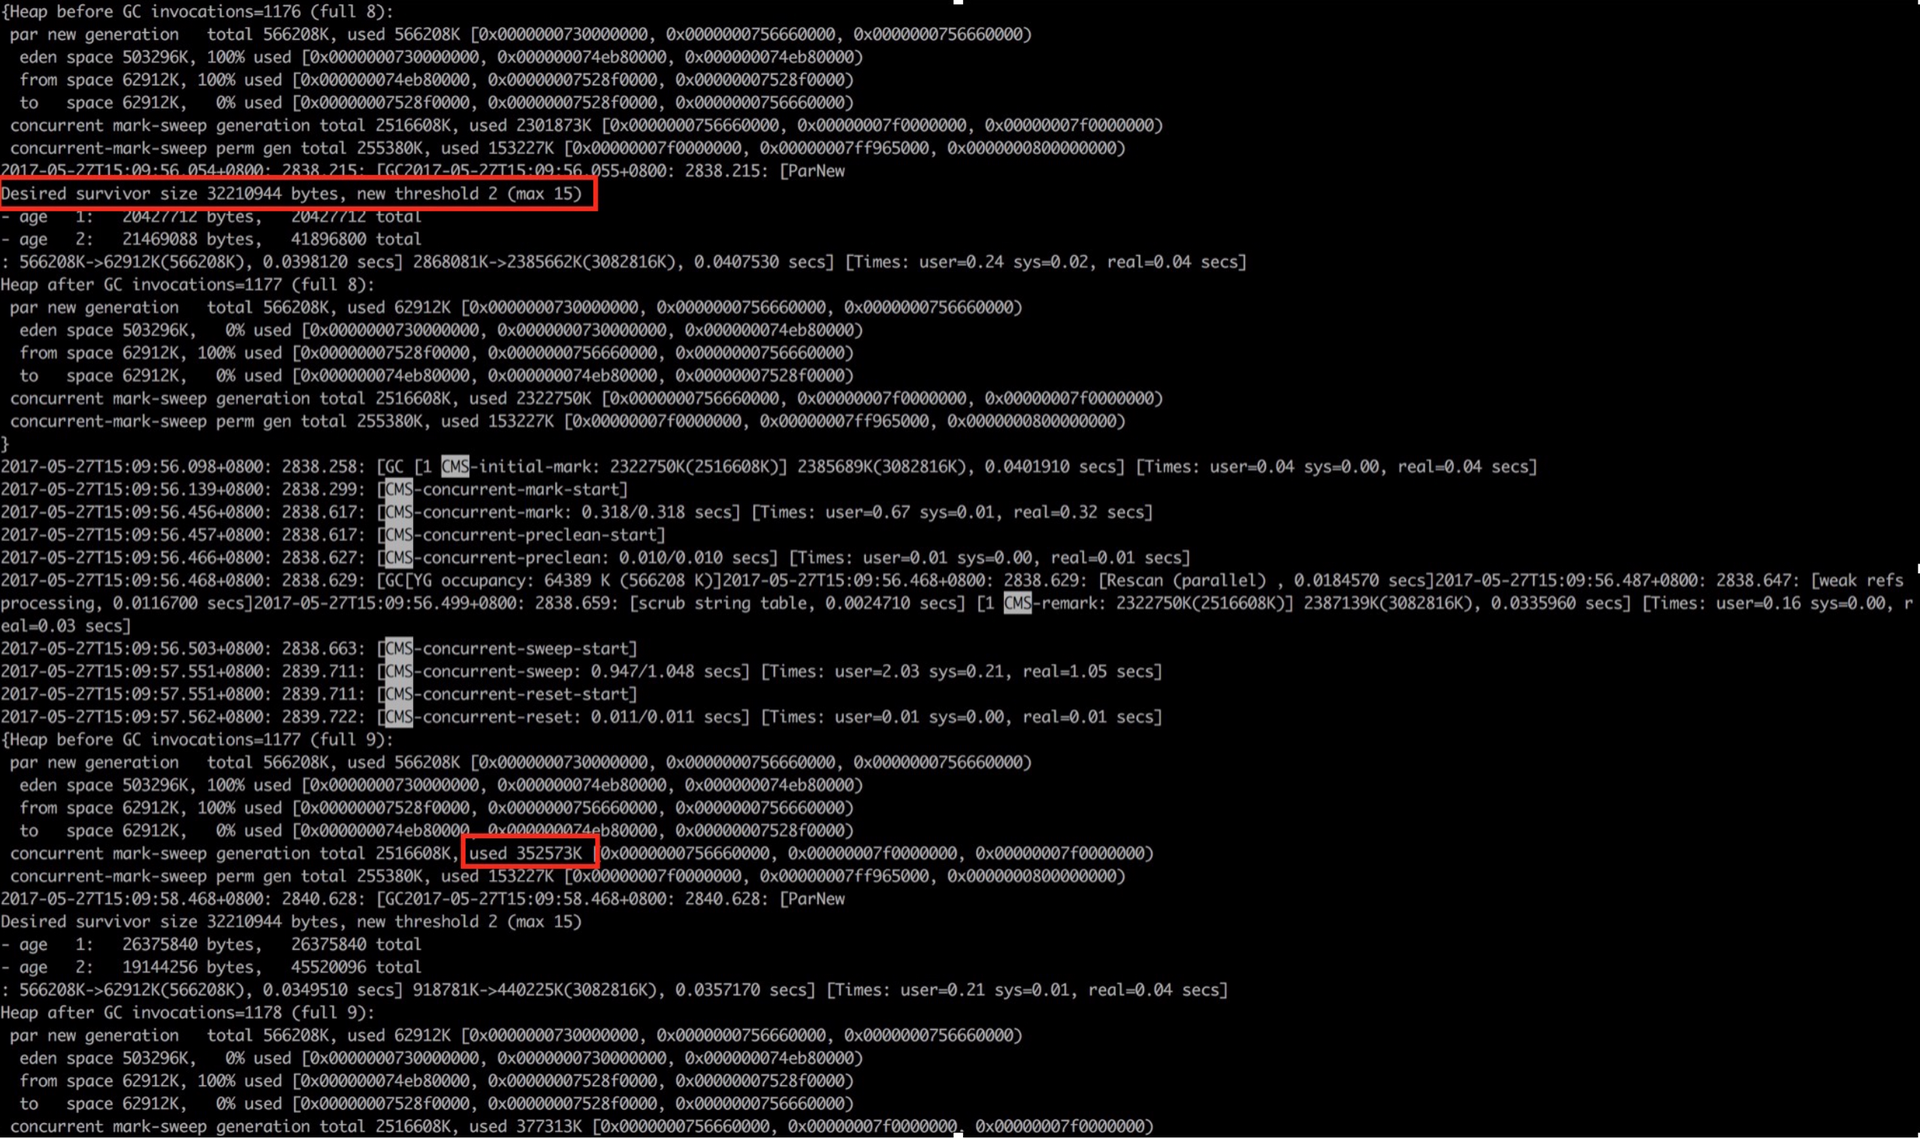 {Heap before GC invocations=1176 (full 8):
 par new generation   total 566208K, used 566208K [0x0000000730000000, 0x0000000756660000, 0x0000000756660000)
  eden space 503296K, 100% used [0x0000000730000000, 0x000000074eb80000, 0x000000074eb80000)
  from space 62912K, 100% used [0x000000074eb80000, 0x00000007528f0000, 0x00000007528f0000)
  to   space 62912K,   0% used [0x00000007528f0000, 0x00000007528f0000, 0x0000000756660000)
 concurrent mark-sweep generation total 2516608K, used 2301873K [0x0000000756660000, 0x00000007f0000000, 0x00000007f0000000)
 concurrent-mark-sweep perm gen total 255380K, used 153227K [0x00000007f0000000, 0x00000007ff965000, 0x0000000800000000)
2017-05-27T15:09:56.054+0800: 2838.215: [GC2017-05-27T15:09:56.055+0800: 2838.215: [ParNew
Desired survivor size 32210944 bytes, new threshold 2 (max 15)
- age   1:   20427712 bytes,   20427712 total
- age   2:   21469088 bytes,   41896800 total
: 566208K->62912K(566208K), 0.0398120 secs] 2868081K->2385662K(3082816K), 0.0407530 secs] [Times: user=0.24 sys=0.02, real=0.04 secs]
Heap after GC invocations=1177 (full 8):
 par new generation   total 566208K, used 62912K [0x0000000730000000, 0x0000000756660000, 0x0000000756660000)
  eden space 503296K,   0% used [0x0000000730000000, 0x0000000730000000, 0x000000074eb80000)
  from space 62912K, 100% used [0x00000007528f0000, 0x0000000756660000, 0x0000000756660000)
  to   space 62912K,   0% used [0x000000074eb80000, 0x000000074eb80000, 0x00000007528f0000)
 concurrent mark-sweep generation total 2516608K, used 2322750K [0x0000000756660000, 0x00000007f0000000, 0x00000007f0000000)
 concurrent-mark-sweep perm gen total 255380K, used 153227K [0x00000007f0000000, 0x00000007ff965000, 0x0000000800000000)
}
2017-05-27T15:09:56.098+0800: 2838.258: [GC [1 CMS-initial-mark: 2322750K(2516608K)] 2385689K(3082816K), 0.0401910 secs] [Times: user=0.04 sys=0.00, real=0.04 secs]
2017-05-27T15:09:56.139+0800: 2838.299: [CMS-concurrent-mark-start]
2017-05-27T15:09:56.456+0800: 2838.617: [CMS-concurrent-mark: 0.318/0.318 secs] [Times: user=0.67 sys=0.01, real=0.32 secs]
2017-05-27T15:09:56.457+0800: 2838.617: [CMS-concurrent-preclean-start]
2017-05-27T15:09:56.466+0800: 2838.627: [CMS-concurrent-preclean: 0.010/0.010 secs] [Times: user=0.01 sys=0.00, real=0.01 secs]
2017-05-27T15:09:56.468+0800: 2838.629: [GC[YG occupancy: 64389 K (566208 K)]2017-05-27T15:09:56.468+0800: 2838.629: [Rescan (parallel) , 0.0184570 secs]2017-05-27T15:09:56.487+0800: 2838.647: [weak refs
processing, 0.0116700 secs]2017-05-27T15:09:56.499+0800: 2838.659: [scrub string table, 0.0024710 secs] [1 CMS-remark: 2322750K(2516608K)] 2387139K(3082816K), 0.0335960 secs] [Times: user=0.16 sys=0.00, r
eal=0.03 secs]
2017-05-27T15:09:56.503+0800: 2838.663: [CMS-concurrent-sweep-start]
2017-05-27T15:09:57.551+0800: 2839.711: [CMS-concurrent-sweep: 0.947/1.048 secs] [Times: user=2.03 sys=0.21, real=1.05 secs]
2017-05-27T15:09:57.551+0800: 2839.711: [CMS-concurrent-reset-start]
2017-05-27T15:09:57.562+0800: 2839.722: [CMS-concurrent-reset: 0.011/0.011 secs] [Times: user=0.01 sys=0.00, real=0.01 secs]
{Heap before GC invocations=1177 (full 9):
 par new generation   total 566208K, used 566208K [0x0000000730000000, 0x0000000756660000, 0x0000000756660000)
  eden space 503296K, 100% used [0x0000000730000000, 0x000000074eb80000, 0x000000074eb80000)
  from space 62912K, 100% used [0x00000007528f0000, 0x0000000756660000, 0x0000000756660000)
  to   space 62912K,   0% used [0x000000074eb80000, 0x000000074eb80000, 0x00000007528f0000)
 concurrent mark-sweep generation total 2516608K, used 352573K [0x0000000756660000, 0x00000007f0000000, 0x00000007f0000000)
 concurrent-mark-sweep perm gen total 255380K, used 153227K [0x00000007f0000000, 0x00000007ff965000, 0x0000000800000000)
2017-05-27T15:09:58.468+0800: 2840.628: [GC2017-05-27T15:09:58.468+0800: 2840.628: [ParNew
Desired survivor size 32210944 bytes, new threshold 2 (max 15)
- age   1:   26375840 bytes,   26375840 total
- age   2:   19144256 bytes,   45520096 total
: 566208K->62912K(566208K), 0.0349510 secs] 918781K->440225K(3082816K), 0.0357170 secs] [Times: user=0.21 sys=0.01, real=0.04 secs]
Heap after GC invocations=1178 (full 9):
 par new generation   total 566208K, used 62912K [0x0000000730000000, 0x0000000756660000, 0x0000000756660000)
  eden space 503296K,   0% used [0x0000000730000000, 0x0000000730000000, 0x000000074eb80000)
  from space 62912K, 100% used [0x000000074eb80000, 0x00000007528f0000, 0x00000007528f0000)
  to   space 62912K,   0% used [0x00000007528f0000, 0x00000007528f0000, 0x0000000756660000)
 concurrent mark-sweep generation total 2516608K, used 377313K [0x0000000756660000, 0x00000007f0000000, 0x00000007f0000000)